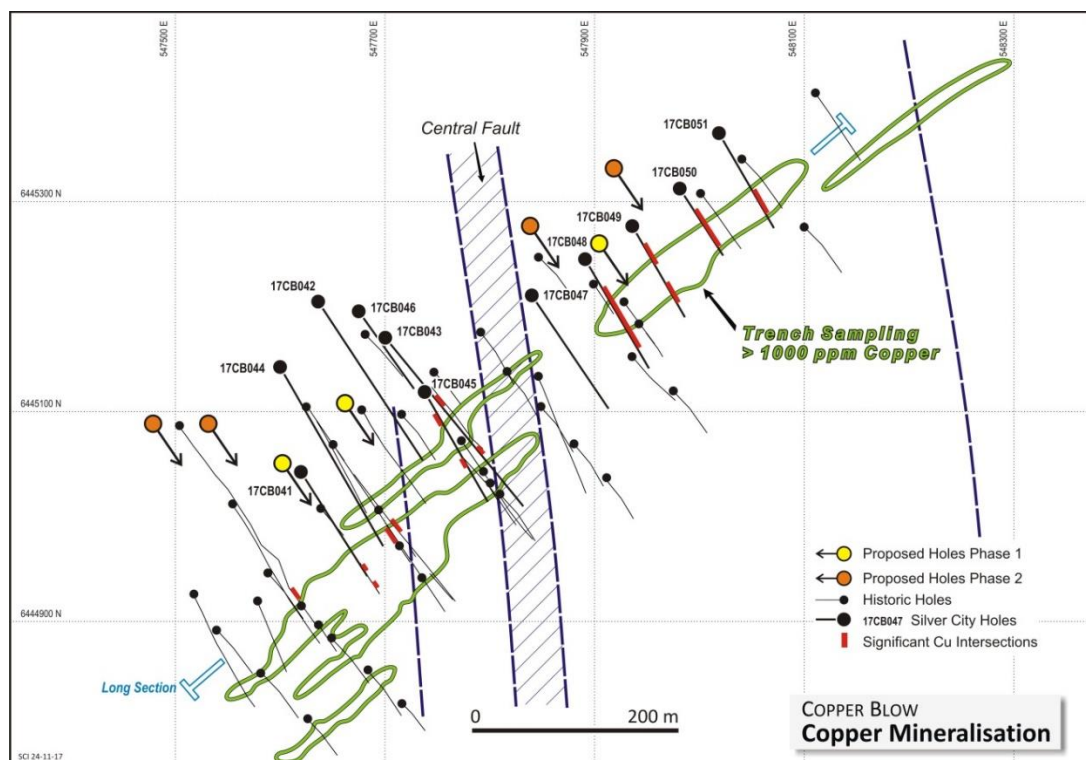 547500 E
547700 E
547900 E
548100 E
548300 E
Central Fault
17CB051
17CB050
6445300 N
17CB049
17CB048
17CB042
17CB046
17CB047
17CB043
Trench Sampling
> 1000 ppm Copper
17CB044
17CB045
6445100 N
17CB041
Proposed Holes Phase 1
Proposed Holes Phase 2
Historic Holes
17CB047 Silver City Holes
Significant Cu Intersections
6444900 N
Long Section
0 200 m
COPPER BLOW
Copper Mineralisation
SCI 24-11-17